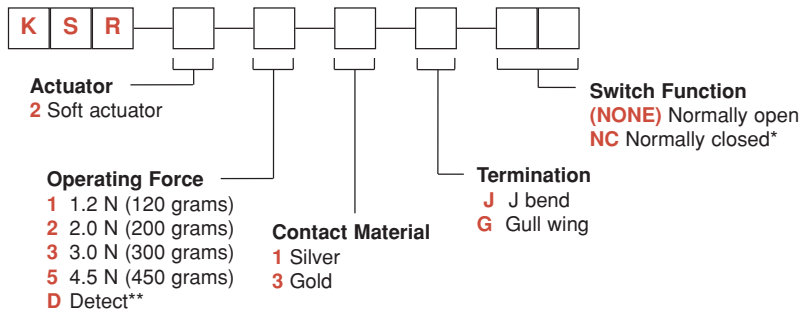 K S R
Actuator
2 Soft actuator
Switch Function
(NONE) Normally open
NC Normally closed*
Operating Force
1 1.2 N (120 grams)
2 2.0 N (200 grams)
3 3.0 N (300 grams)
5 4.5 N (450 grams)
D Detect**
Contact Material
1 Silver
3 Gold
Termination
J J bend
G Gull wing